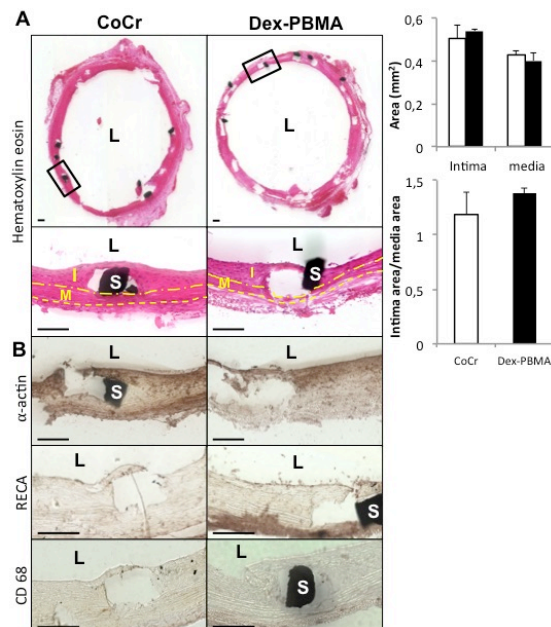 A
CoCr
Dex-PBMA
Hematoxylin eosin
L
L
L
I
S
M
L
I
S
M
B
α-actin
L
S
L
RECA
L
L
S
CD 68
L
L
S
Area (mm²)
0,6
0,4
0,2
0
Intima
media
Intima area/media area
1,5
1
0,5
0
CoCr
Dex-PBMA